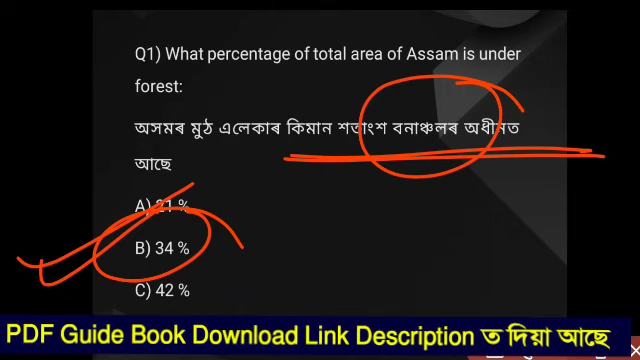 Q1) What percentage of total area of Assam is under
forest:
অসমৰ মুঠ এলেকাৰ কিমান শতাংশ বনাঞ্চলৰ অধীনত
আছে
A) 21 %
B) 34 %
C) 42 %
PDF Guide Book Download Link Description ত দিয়া আছে